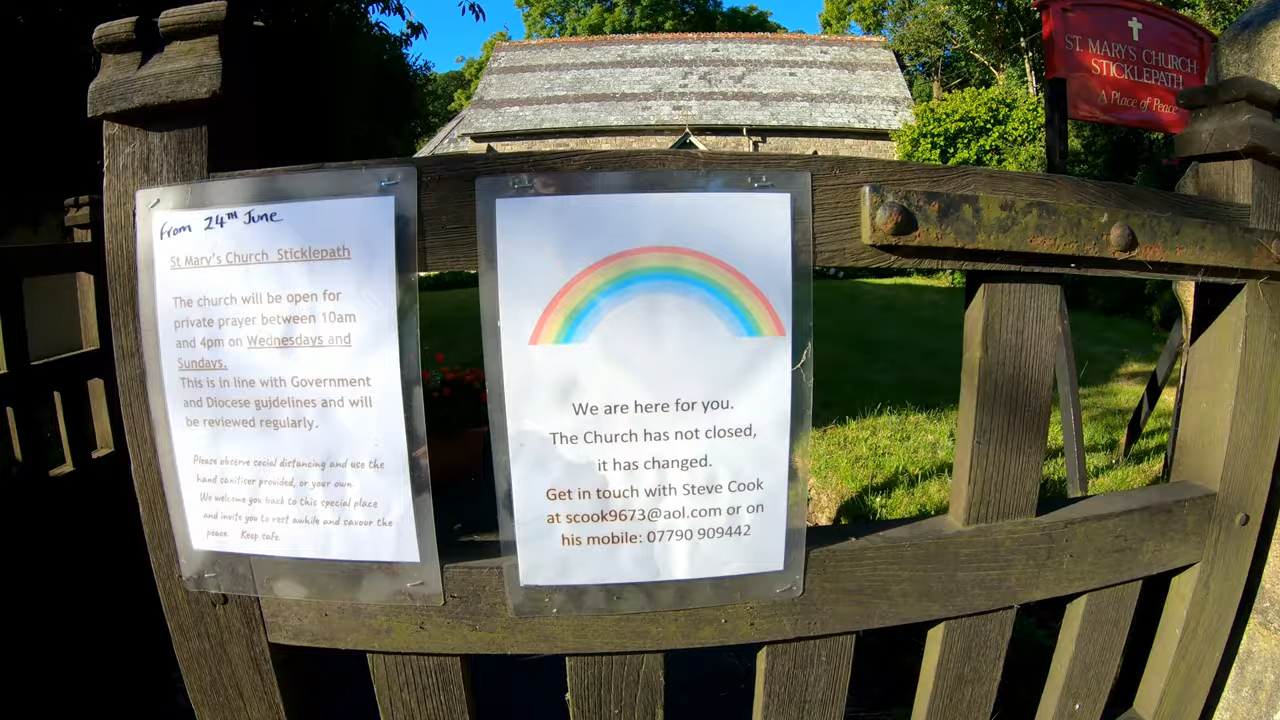 From 24TH June
St Mary's Church Sticklepath
The church will be open for
private prayer between 10am
and 4pm on Wednesdays and
Sundays.
This is in line with Government
and Diocese gujdelines and will
be reviewed regularly.
Please observe social distancing and use the
hand sanitiser provided, or your own.
We welcome you back to this special place
and invite you to rest awhile and savour the
peace. Keep safe
We are here for you.
The Church has not closed,
it has changed.
Get in touch with Steve Cook
at scook9673@aol.com or on
his mobile: 07790 909442
ST. MARY'S CHURCH
STICKLEPATH
A Place of Peace